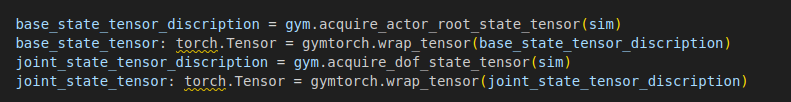 base_state_tensor_discription = gym.acquire_actor_root_state_tensor(sim)
base_state_tensor: torch.Tensor = gymtorch.wrap_tensor(base_state_tensor_discription)
joint_state_tensor_discription = gym.acquire_dof_state_tensor(sim)
joint_state_tensor: torch.Tensor = gymtorch.wrap_tensor(joint_state_tensor_discription)